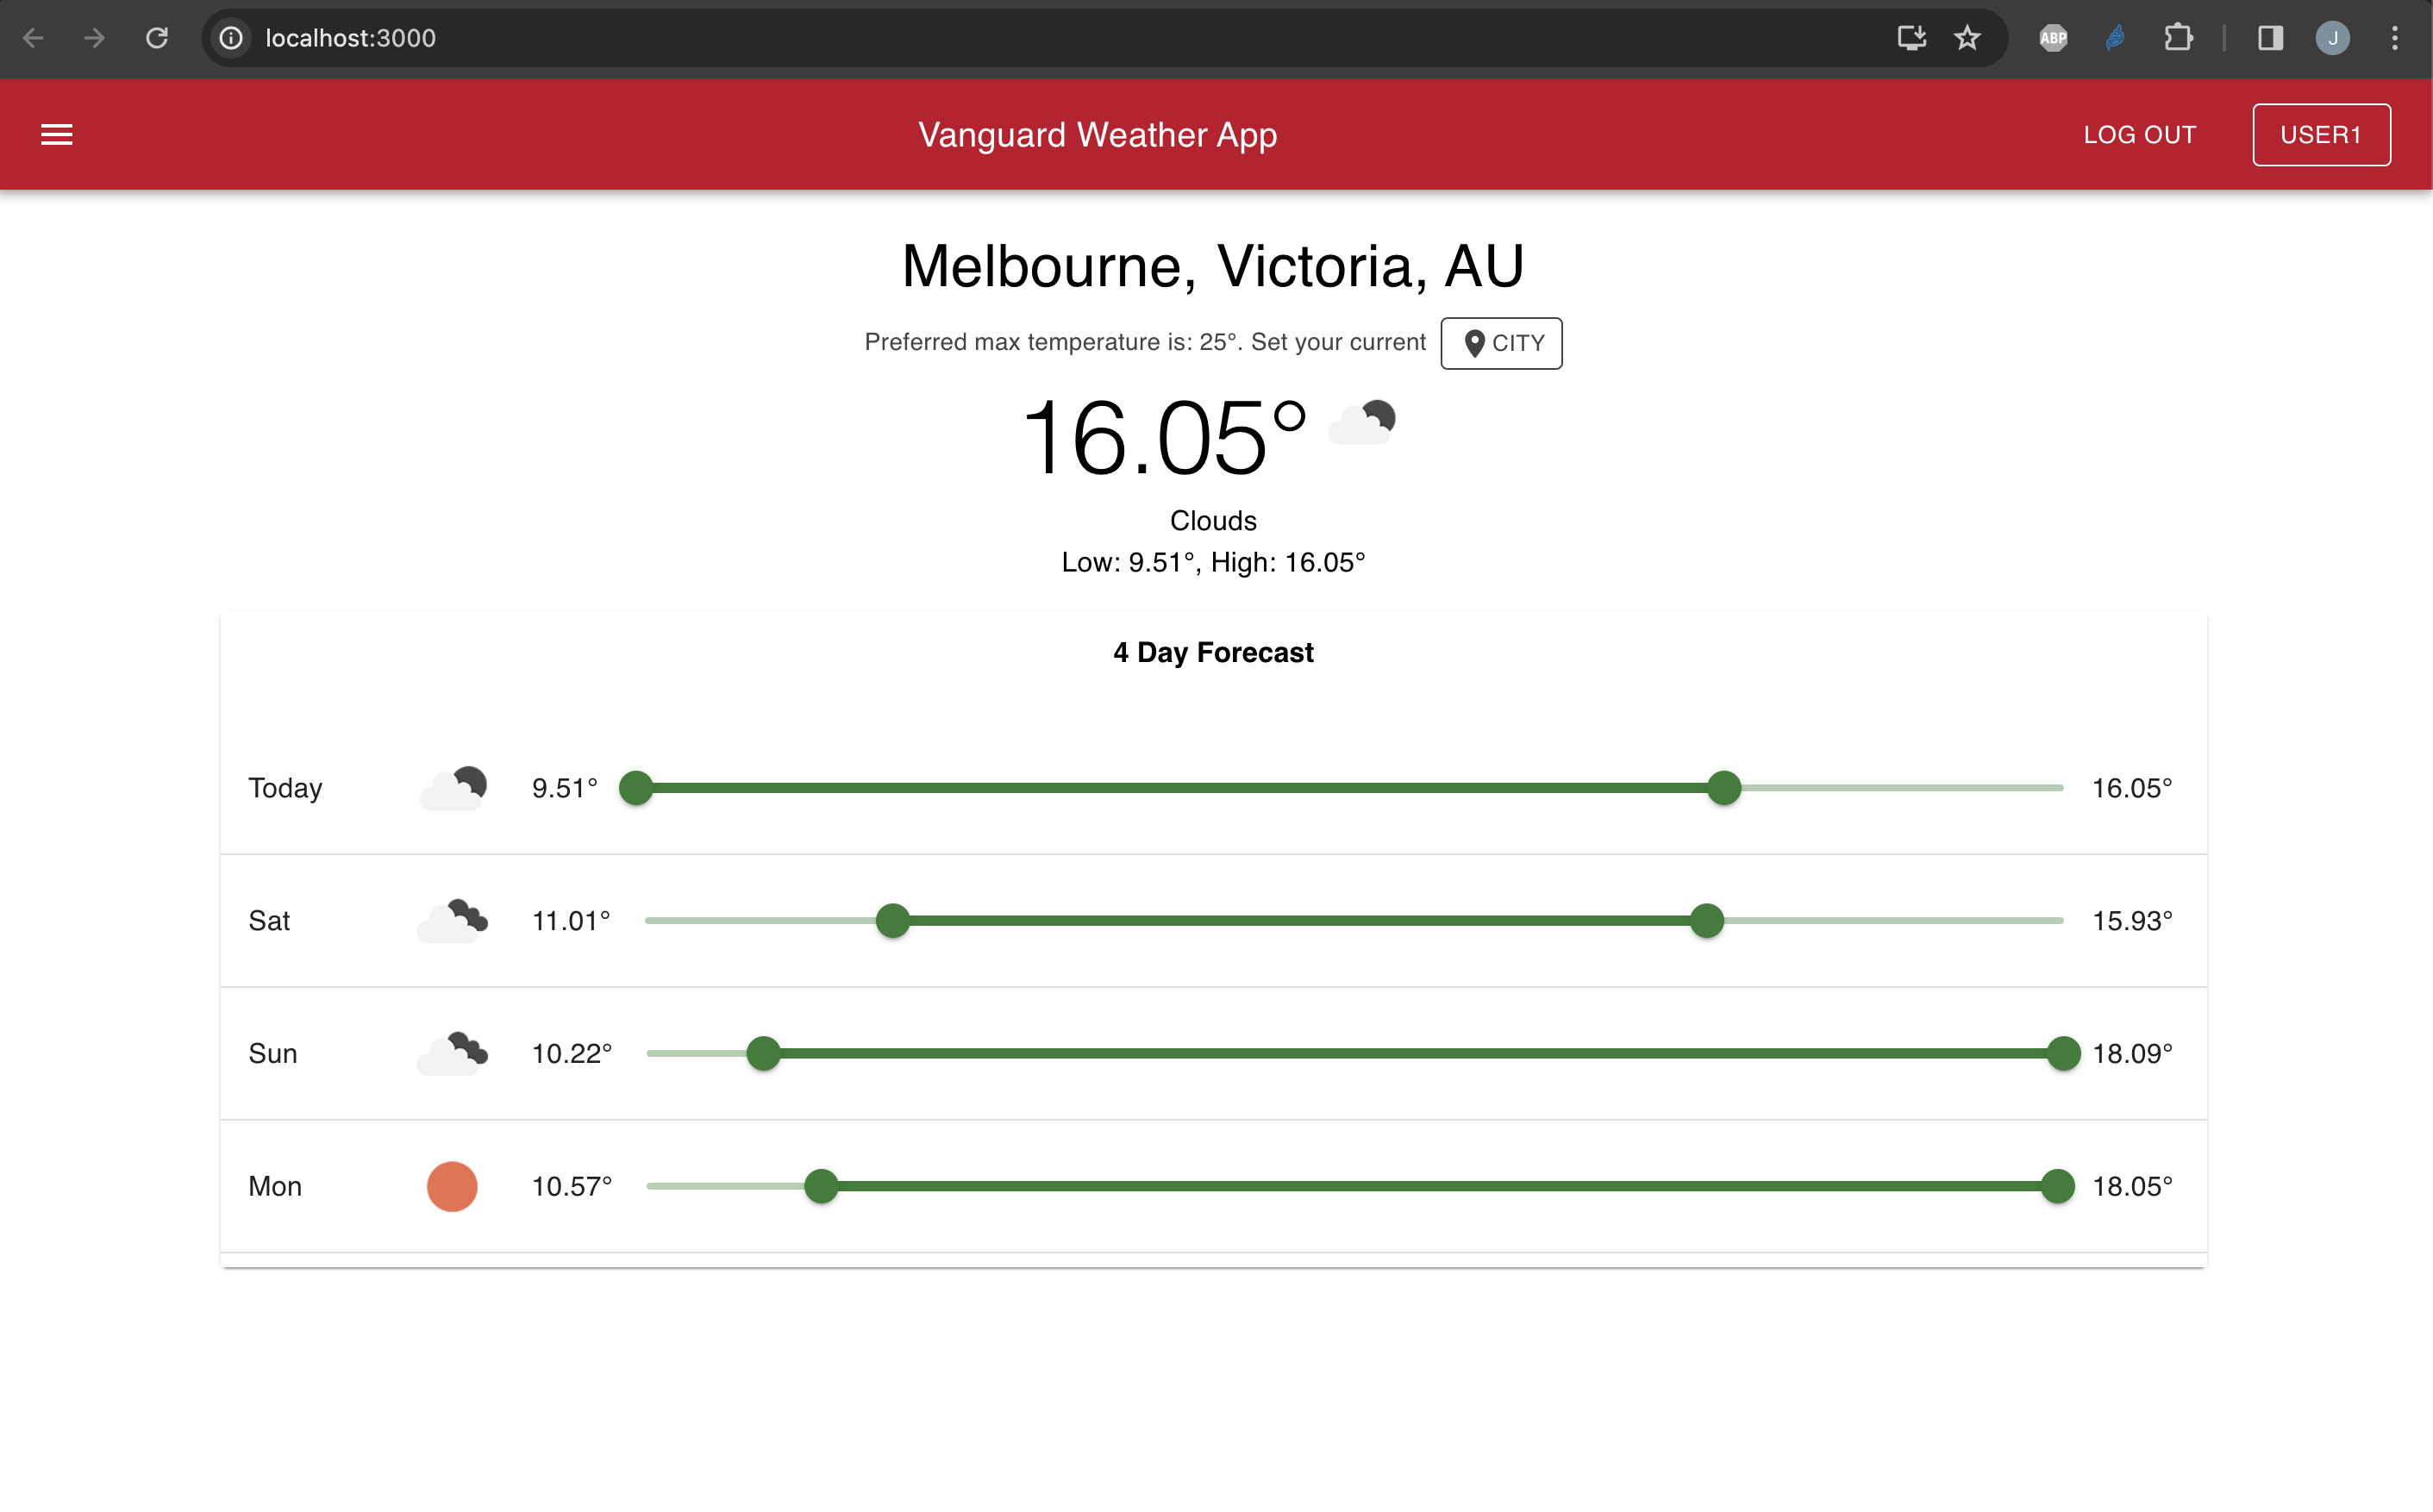 localhost:3000
ABP
J
Vanguard Weather App
LOG OUT
USER1
Melbourne, Victoria, AU
Preferred max temperature is: 25°. Set your current CITY
16.05°
Clouds
Low: 9.51°, High: 16.05°
4 Day Forecast
Today 9.51° 16.05°
Sat 11.01° 15.93°
Sun 10.22° 18.09°
Mon 10.57° 18.05°